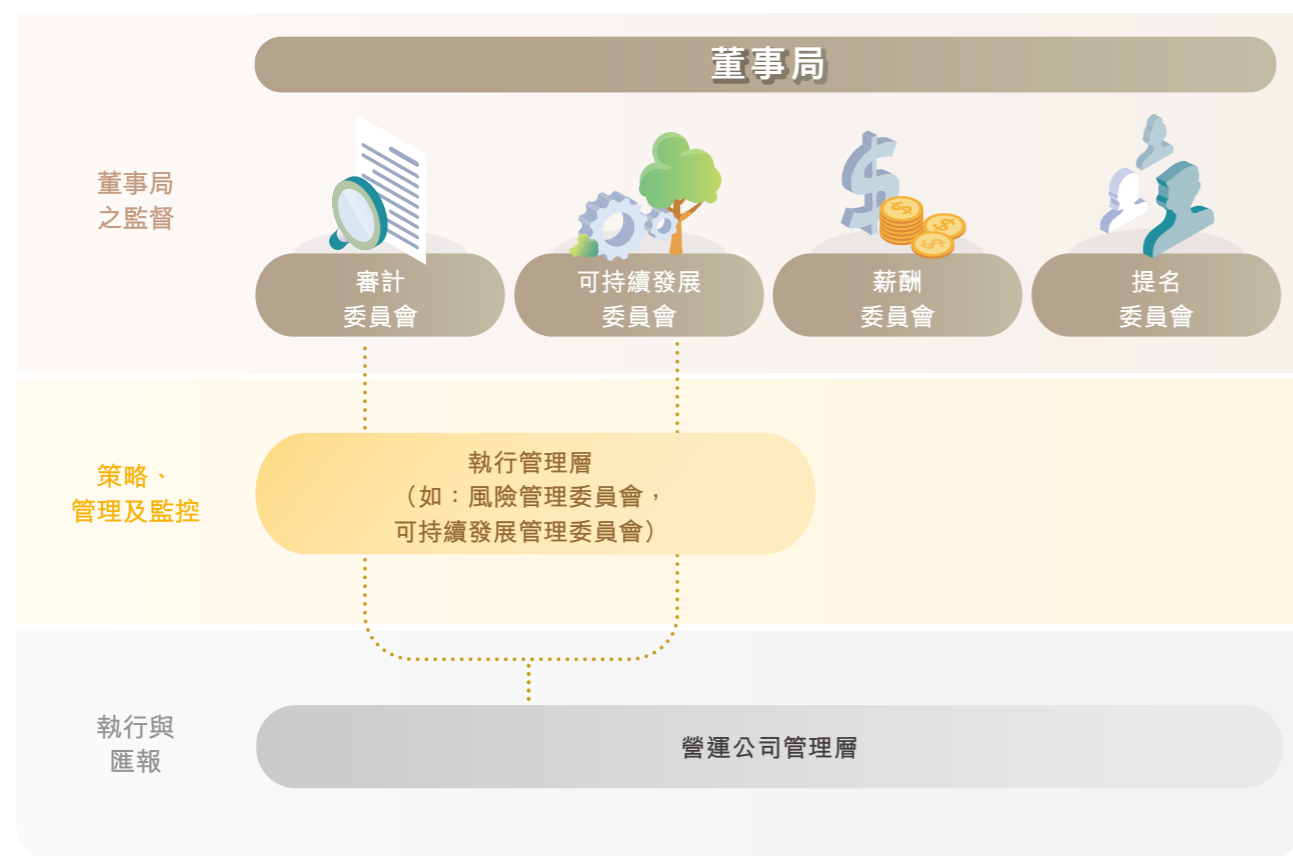 董事局
董事局
之監督
審計
委員會
可持續發展
委員會
薪酬
委員會
提名
委員會
策略、
管理及監控
執行管理層
（如：風險管理委員會，
可持續發展管理委員會）
執行與
匯報
營運公司管理層